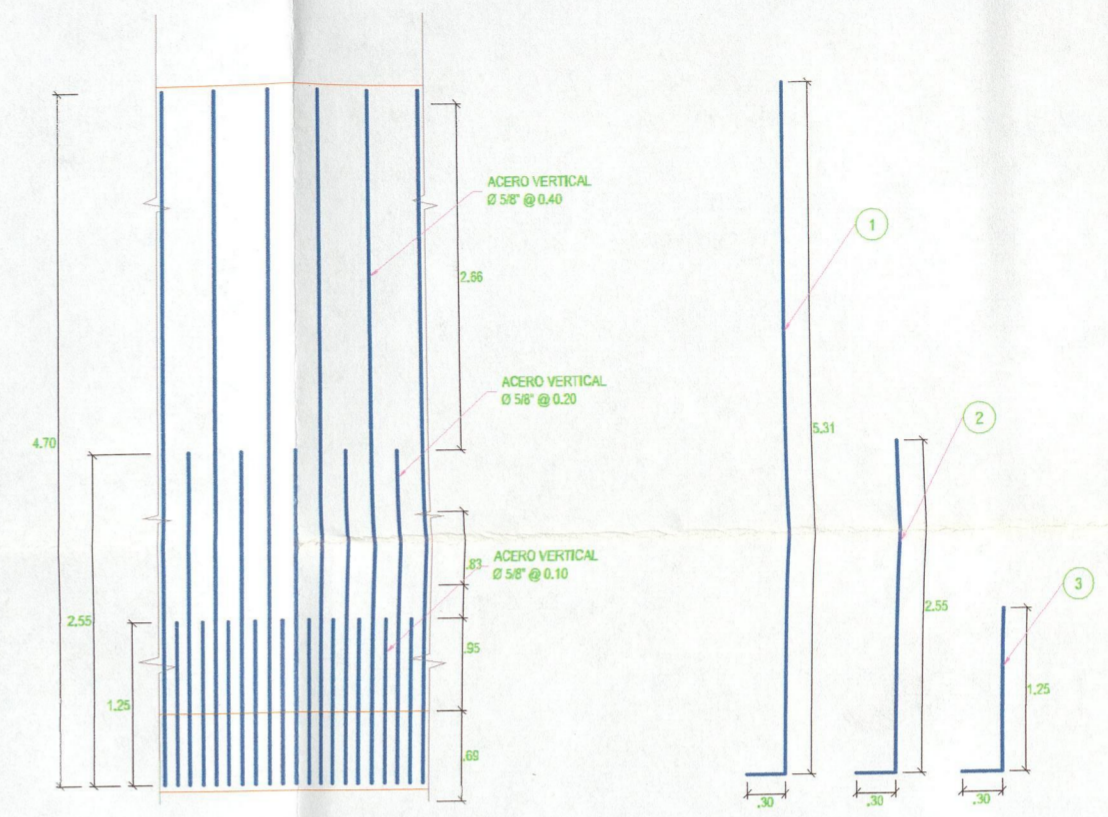 ACERO VERTICAL
Ø 5/8" @ 0.40
1
2.66
ACERO VERTICAL
Ø 5/8" @ 0.20
2
4.70
5.31
ACERO VERTICAL
Ø 5/8" @ 0.10
.83
3
2.55
2.55
.95
1.25
1.25
.69
.30
.30
.30